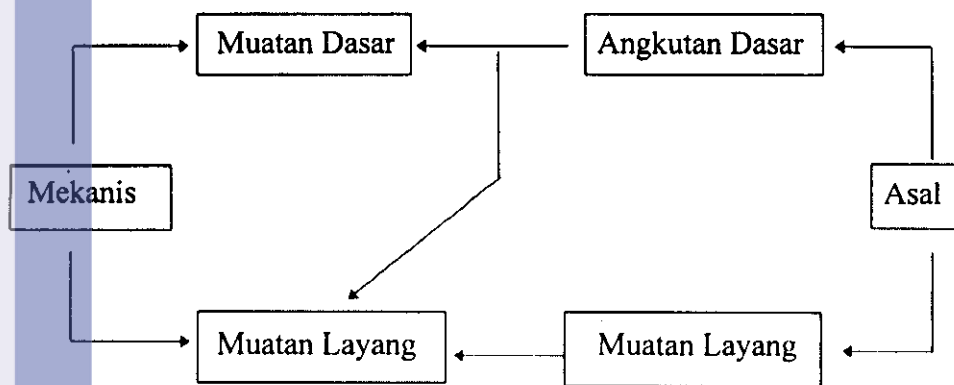 Muatan Dasar
Angkutan Dasar
Mekanis
Asal
Muatan Layang
Muatan Layang